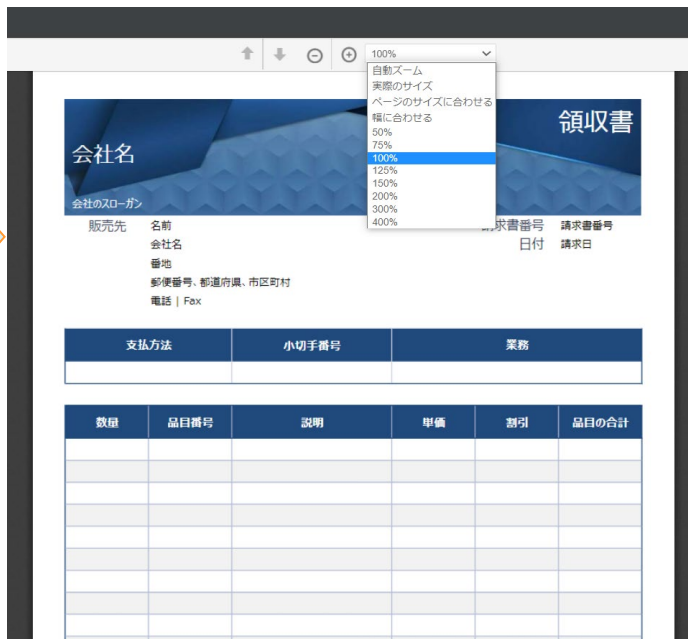 100%
自動ズーム
実際のサイズ
ページのサイズに合わせる
幅に合わせる
50%
75%
100%
125%
150%
200%
300%
400%
領収書
会社名
会社のスローガン
販売先 名前
会社名
番地
郵便番号、都道府県、市区町村
電話 | Fax
求書番号 請求書番号
日付 請求日
支払方法 小切手番号 業務
数量 品目番号 説明 単価 割引 品目の合計